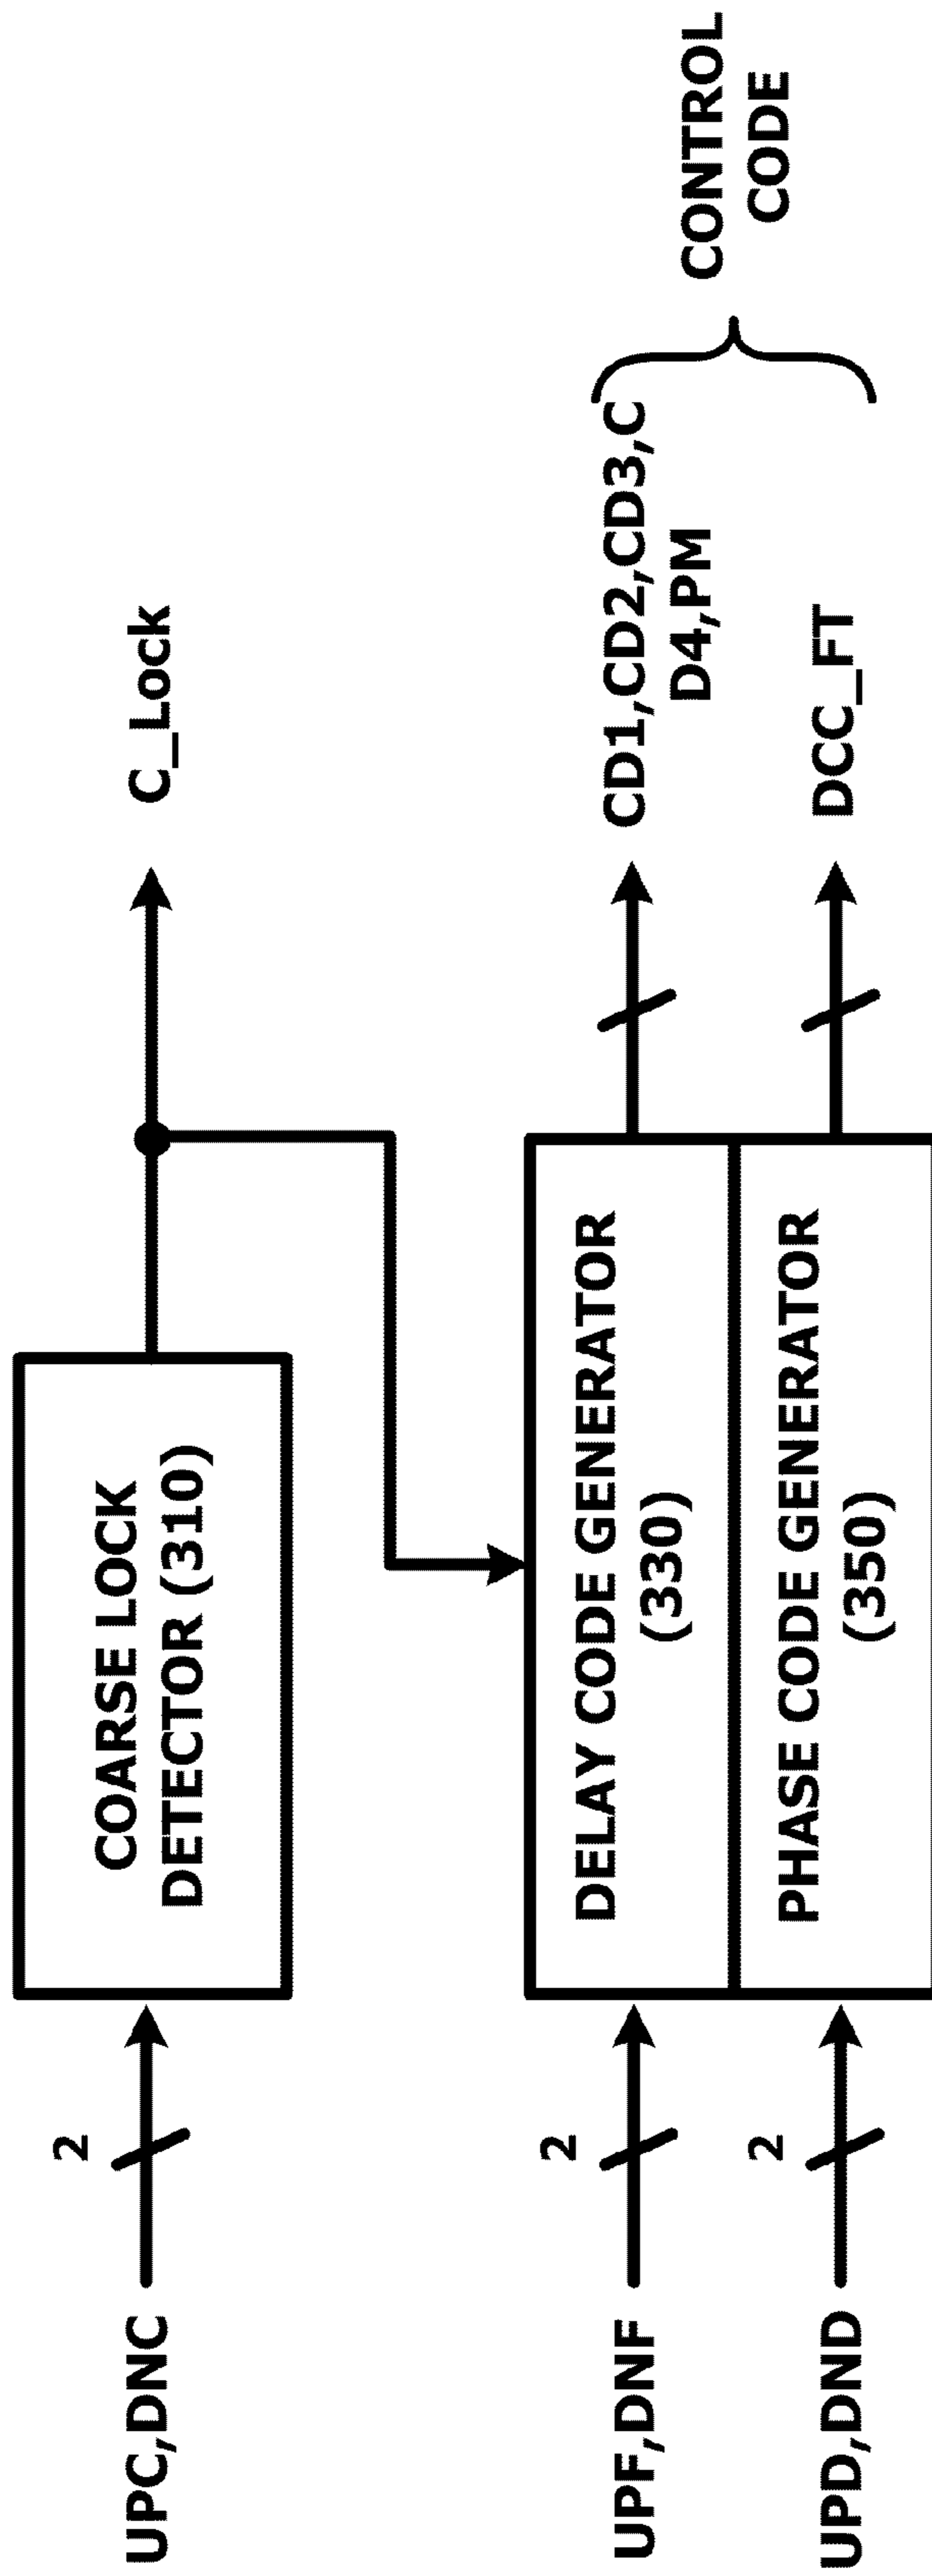 2
UPC,DNC
COARSE LOCK
DETECTOR (310)
C_Lock
2
UPF,DNF
DELAY CODE GENERATOR
(330)
CD1,CD2,CD3,C
D4,PM
2
UPD,DND
PHASE CODE GENERATOR
(350)
DCC_FT
CONTROL
CODE